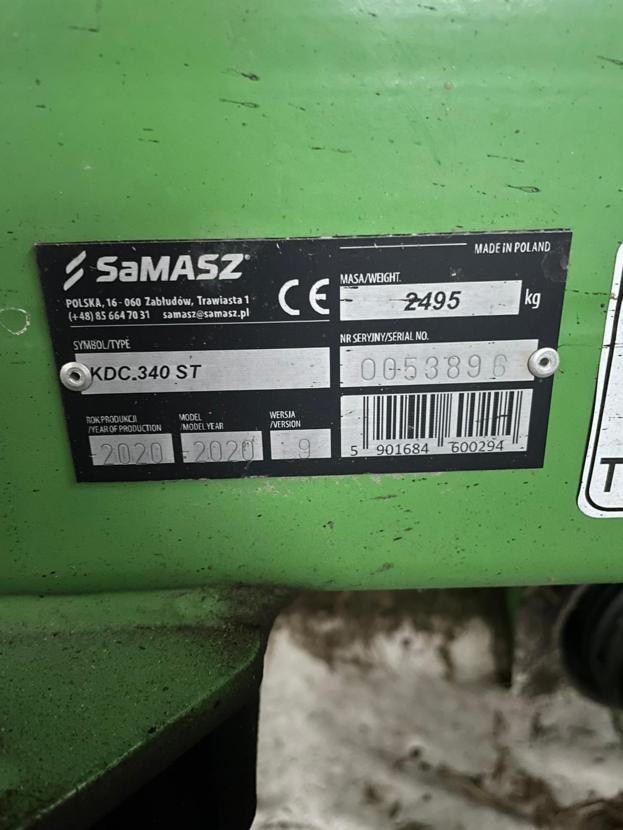 SaMASZ
POLSKA, 16 - 060 Zabłudów, Trawiasta 1
(+48) 85 664 70 31 samasz@samasz.pl
CE
MADE IN POLAND
MASA/WEIGHT.
2495 kg
SYMBOL/TYPE
KDC.340 ST
NR SERYJNY/SERIAL NO.
0053896
ROK PRODUKCJI
/YEAR OF PRODUCTION
2020
MODEL
/MODEL YEAR
2020
WERSJA
/VERSION
9
5 901684 600294
T